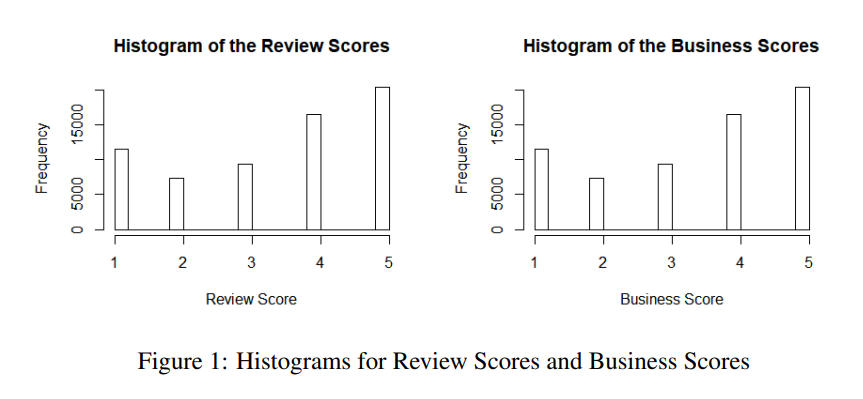 Histogram of the Review Scores
Frequency
0 5000 15000
1 2 3 4 5
Review Score
Histogram of the Business Scores
Frequency
0 5000 15000
1 2 3 4 5
Business Score
Figure 1: Histograms for Review Scores and Business Scores